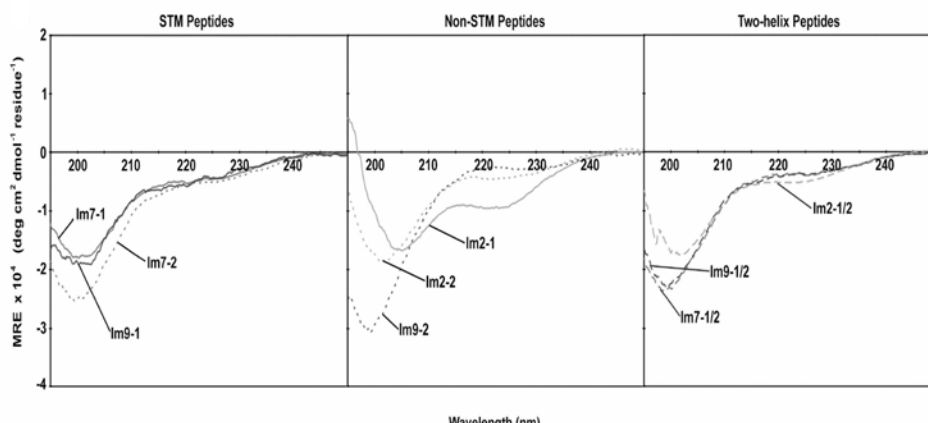 STM Peptides
Non-STM Peptides
Two-helix Peptides
MRE x 10⁴ (deg cm² dmol⁻¹ residue⁻¹)
2
1
0
-1
-2
-3
-4
200 210 220 230 240
200 210 220 230 240
200 210 220 230 240
Im7-1
Im7-2
Im9-1
Im2-1
Im2-2
Im9-2
Im2-1/2
Im9-1/2
Im7-1/2
Wavelength (nm)